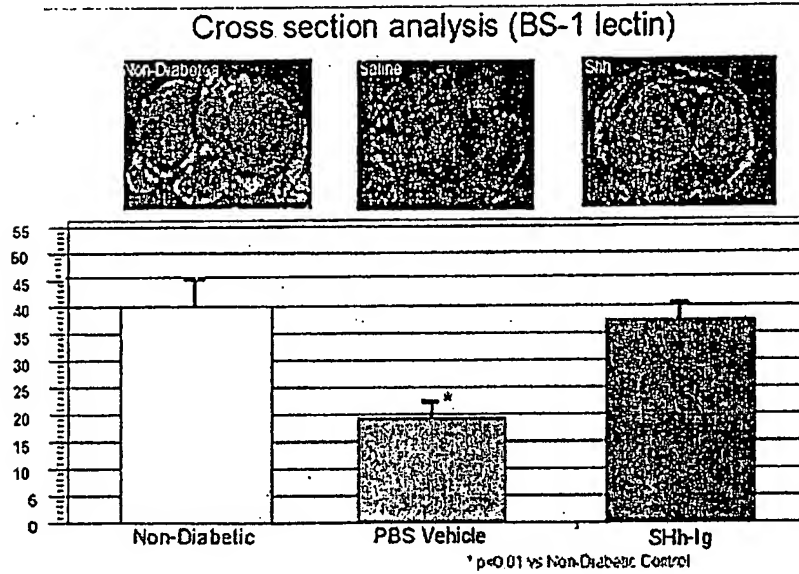 Cross section analysis (BS-1 lectin)
Non-Diabetea
Saline
Shh
55
50
45
40
35
30
25
20
15
10
6
0
*
Non-Diabetic
PBS Vehicle
SHh-Ig
* p<0.01 vs Non-Diabetic Control